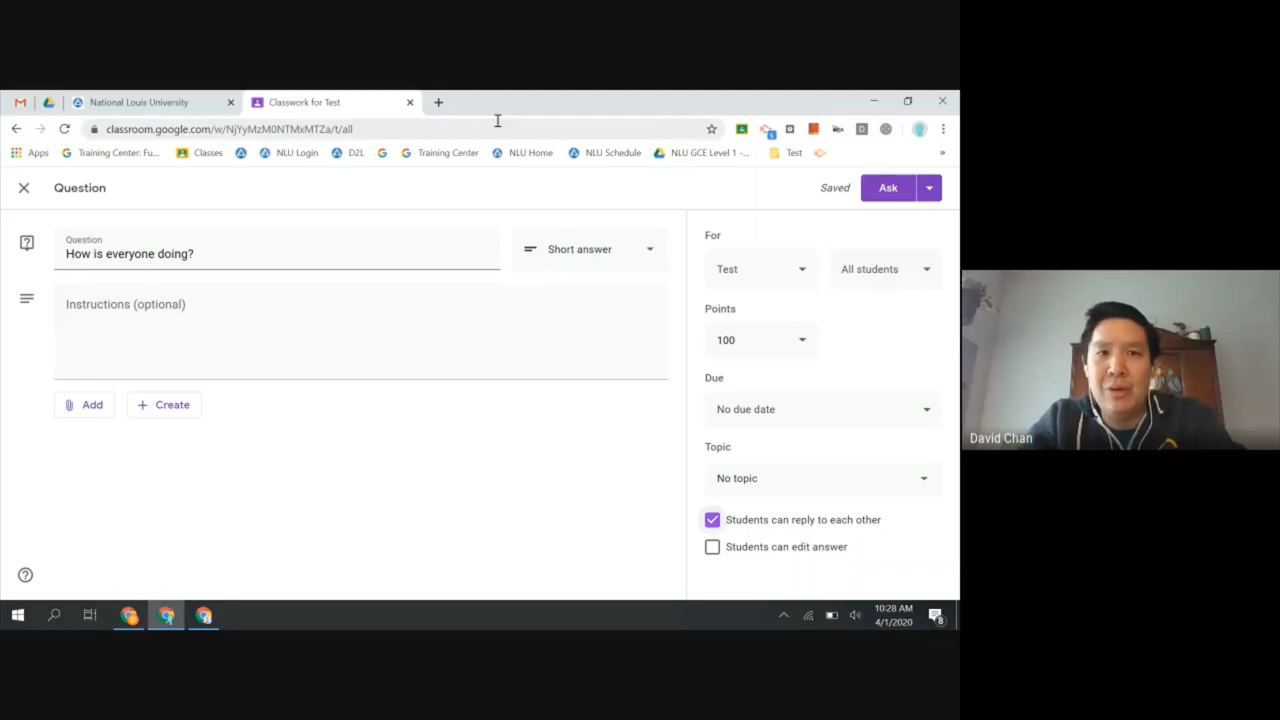 National Louis University
Classwork for Test
classroom.google.com/w/NjYyMzM0NTMxMTZa/t/all
Apps
Training Center: Fu...
Classes
NLU Login
D2L
Training Center
NLU Home
NLU Schedule
NLU GCE Level 1 -...
Test
»
Question
Saved
Ask
Question
How is everyone doing?
Short answer
Instructions (optional)
Add
Create
For
Test
All students
Points
100
Due
No due date
Topic
No topic
Students can reply to each other
Students can edit answer
David Chan
10:28 AM
4/1/2020
8